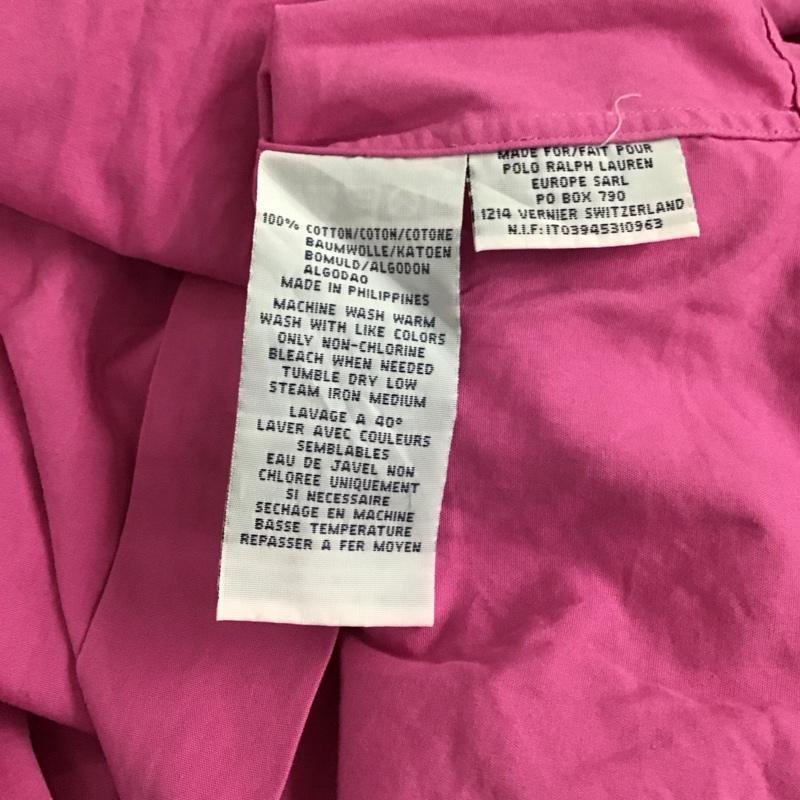 100% COTTON/COTON/COTONE
BAUMWOLLE/KATOEN
BOMULD/ALGODON
ALGODAO
MADE IN PHILIPPINES
MACHINE WASH WARM
WASH WITH LIKE COLORS
ONLY NON-CHLORINE
BLEACH WHEN NEEDED
TUMBLE DRY LOW
STEAM IRON MEDIUM
LAVAGE A 40°
LAVER AVEC COULEURS
SEMBLABLES
EAU DE JAVEL NON
CHLOREE UNIQUEMENT
SI NECESSAIRE
SECHAGE EN MACHINE
BASSE TEMPERATURE
REPASSER A FER MOYEN
MADE FOR/FAIT POUR
POLO RALPH LAUREN
EUROPE SARL
PO BOX 790
1214 VERNIER SWITZERLAND
N.I.F:IT03945310963